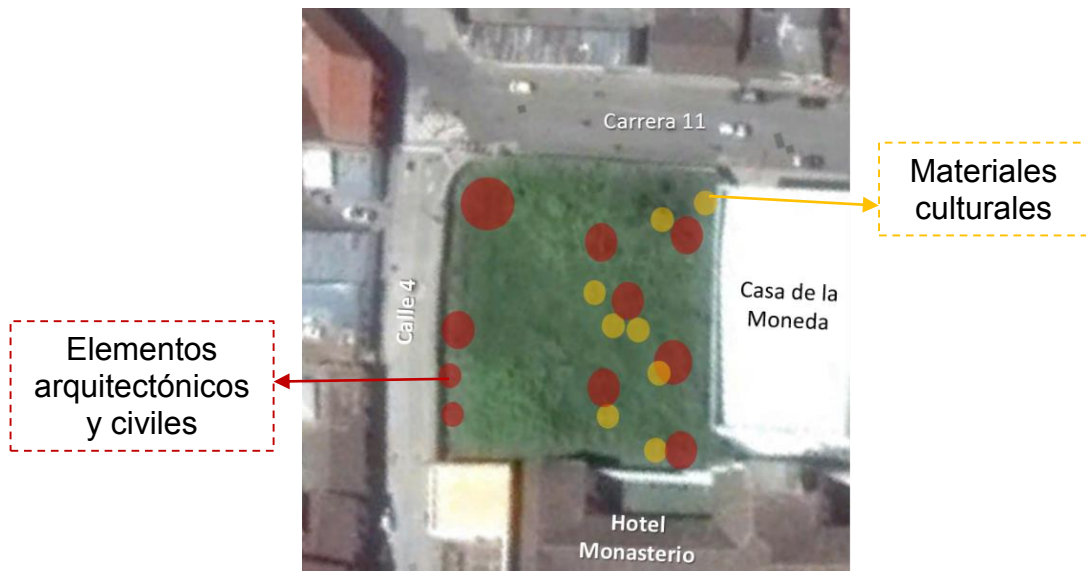 Carrera 11
Materiales
culturales
Calle 4
Casa de la
Moneda
Elementos
arquitectónicos
y civiles
Hotel
Monasterio